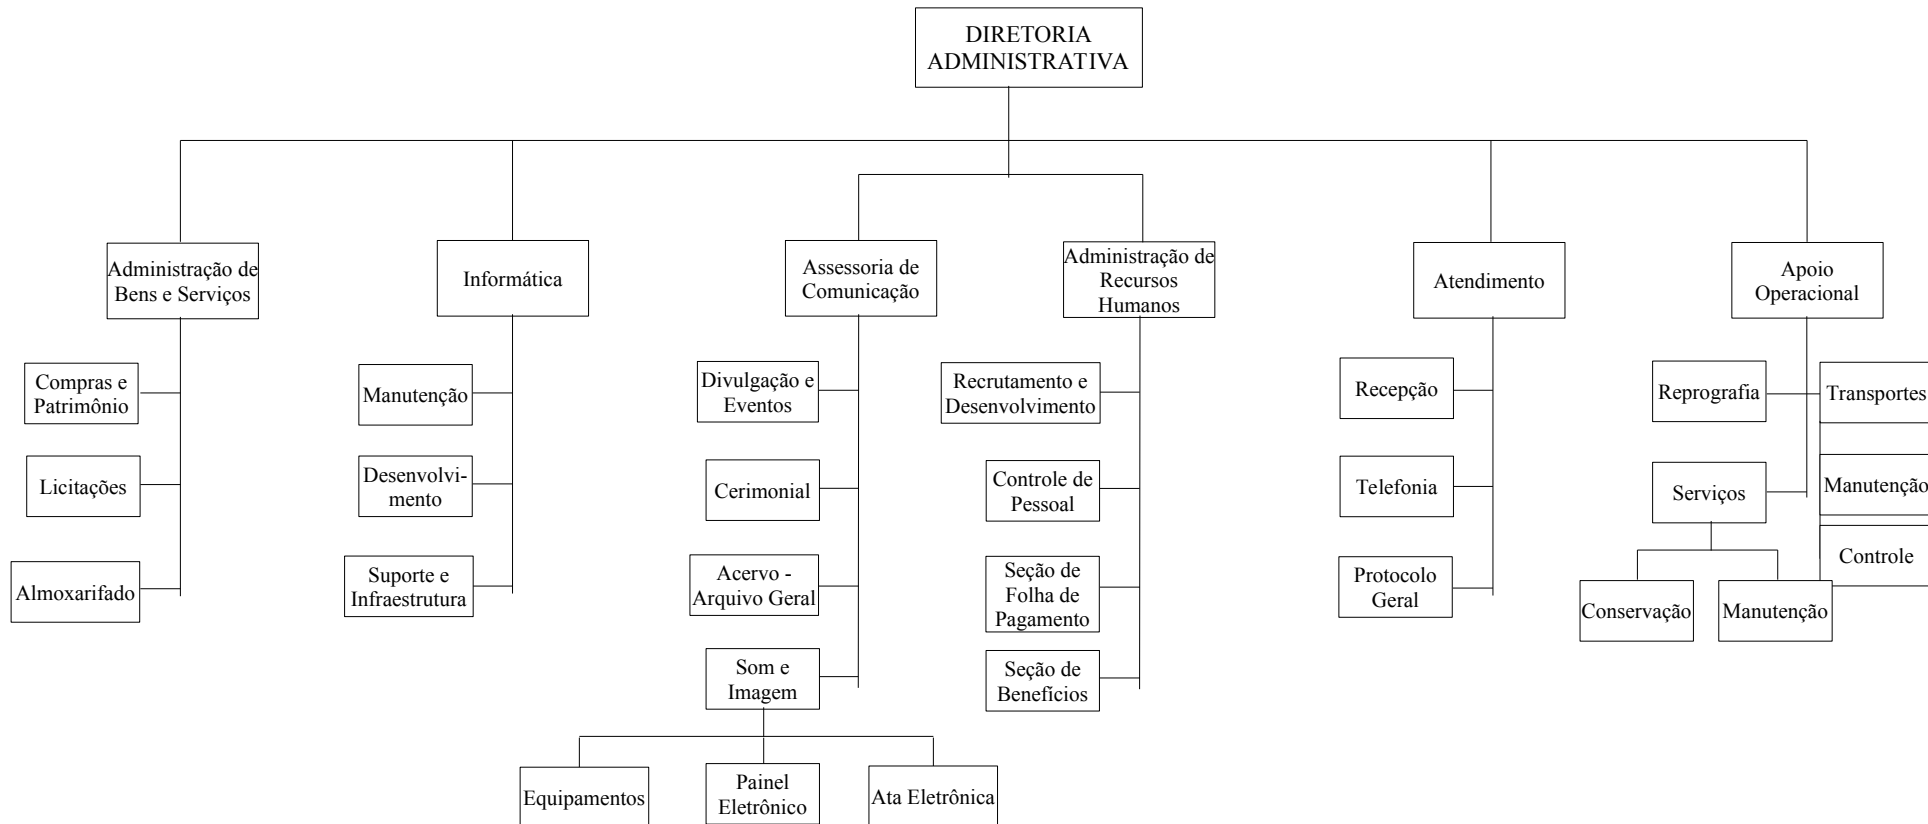 DIRETORIA
ADMINISTRATIVA
Administração de
Bens e Serviços
Informática
Assessoria de
Comunicação
Administração de
Recursos
Humanos
Atendimento
Apoio
Operacional
Compras e
Patrimônio
Manutenção
Divulgação e
Eventos
Recrutamento e
Desenvolvimento
Recepção
Reprografia
Transportes
Licitações
Desenvolvi-
mento
Cerimonial
Controle de
Pessoal
Telefonia
Serviços
Manutenção
Almoxarifado
Suporte e
Infraestrutura
Acervo -
Arquivo Geral
Seção de
Folha de
Pagamento
Protocolo
Geral
Controle
Conservação
Manutenção
Som e
Imagem
Seção de
Benefícios
Equipamentos
Painel
Eletrônico
Ata Eletrônica